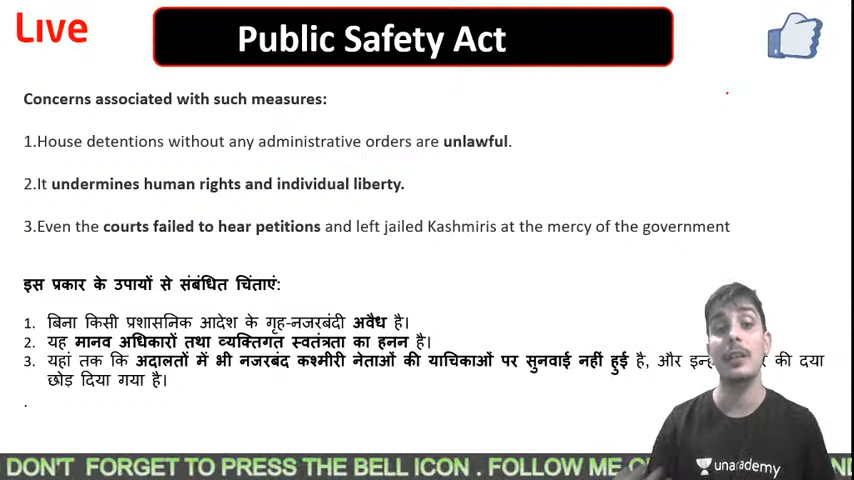 Live
Public Safety Act
Concerns associated with such measures:
1.House detentions without any administrative orders are unlawful.
2.It undermines human rights and individual liberty.
3.Even the courts failed to hear petitions and left jailed Kashmiris at the mercy of the government
इस प्रकार के उपायों से संबंधित चिंताएं:
1. बिना किसी प्रशासनिक आदेश के गृह-नजरबंदी अवैध है।
2. यह मानव अधिकारों तथा व्यक्तिगत स्वतंत्रता का हनन है।
3. यहां तक कि अदालतों में भी नजरबंद कश्मीरी नेताओं की याचिकाओं पर सुनवाई नहीं हुई है, और की दया
छोड़ दिया गया है।
.
unacademy
DON'T FORGET TO PRESS THE BELL ICON . FOLLOW ME